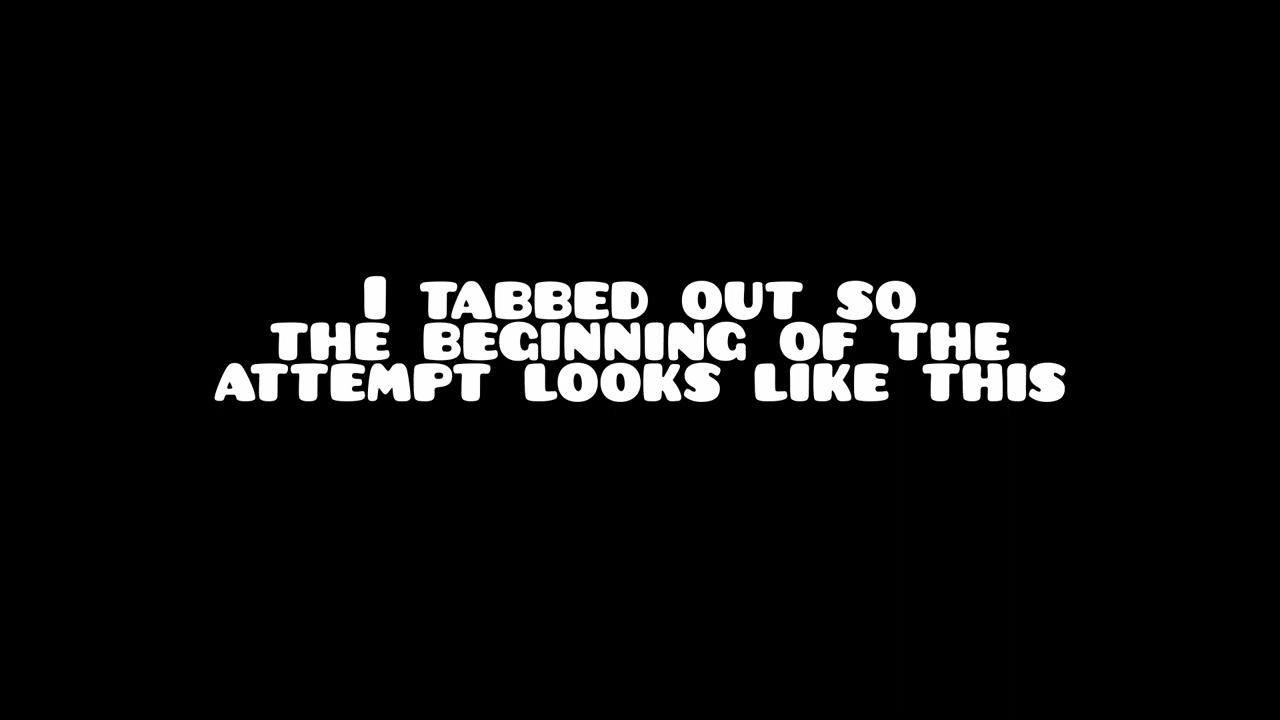 I TABBED OUT SO
THE BEGINNING OF THE
ATTEMPT LOOKS LIKE THIS